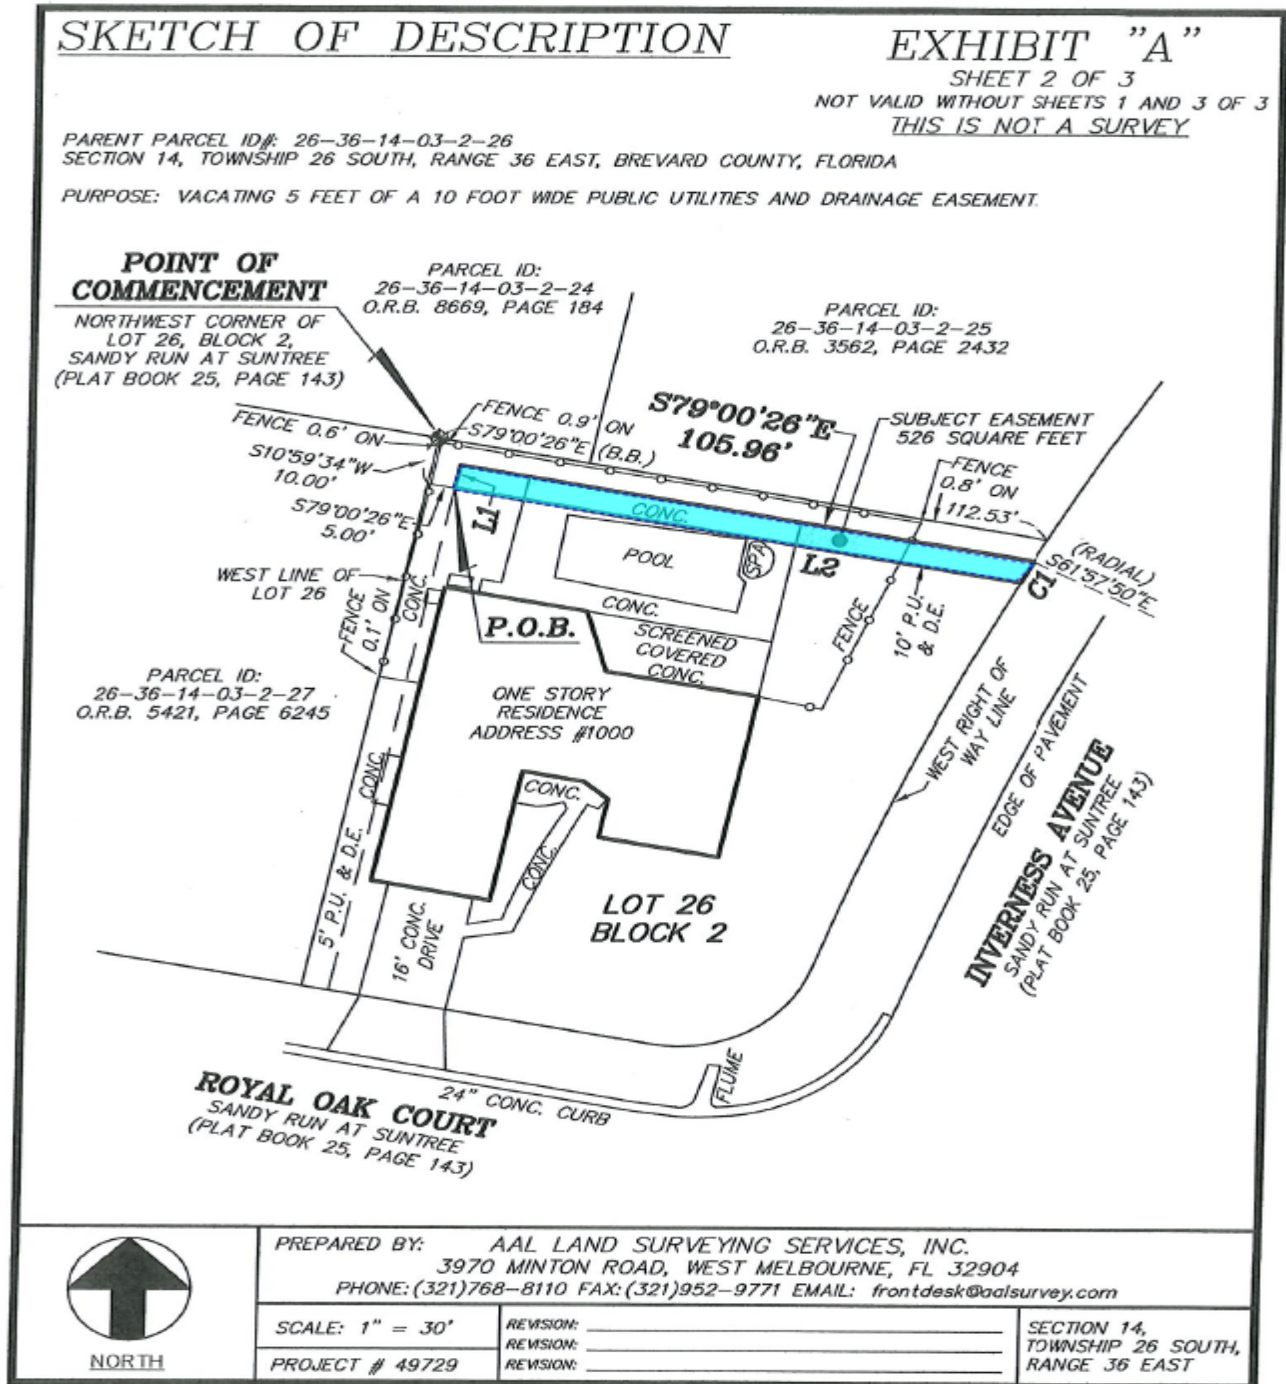 SKETCH OF DESCRIPTION
EXHIBIT "A"
SHEET 2 OF 3
NOT VALID WITHOUT SHEETS 1 AND 3 OF 3
THIS IS NOT A SURVEY
PARENT PARCEL ID#: 26-36-14-03-2-26
SECTION 14, TOWNSHIP 26 SOUTH, RANGE 36 EAST, BREVARD COUNTY, FLORIDA
PURPOSE: VACATING 5 FEET OF A 10 FOOT WIDE PUBLIC UTILITIES AND DRAINAGE EASEMENT.
POINT OF
COMMENCEMENT
NORTHWEST CORNER OF
LOT 26, BLOCK 2,
SANDY RUN AT SUNTREE
(PLAT BOOK 25, PAGE 143)
PARCEL ID:
26-36-14-03-2-24
O.R.B. 8669, PAGE 184
PARCEL ID:
26-36-14-03-2-25
O.R.B. 3562, PAGE 2432
FENCE 0.6' ON
FENCE 0.9' ON
S79°00'26"E (B.B.)
S79°00'26"E
105.96'
SUBJECT EASEMENT
526 SQUARE FEET
FENCE
0.8' ON
112.53'
S10°59'34"W
10.00'
S79°00'26"E
5.00'
L1
CONC.
POOL
SPA
L2
(RADIAL)
S61°57'50"E
C1
WEST LINE OF
LOT 26
FENCE
0.1' ON
CONC.
P.O.B.
CONC.
SCREENED
COVERED
CONC.
FENCE
10' P.U.
& D.E.
PARCEL ID:
26-36-14-03-2-27
O.R.B. 5421, PAGE 6245
ONE STORY
RESIDENCE
ADDRESS #1000
WEST RIGHT OF
WAY LINE
EDGE OF PAVEMENT
INVERNESS AVENUE
SANDY RUN AT SUNTREE
(PLAT BOOK 25, PAGE 143)
CONC.
CONC.
CONC.
5' P.U. & D.E.
16' CONC.
DRIVE
LOT 26
BLOCK 2
FLUME
24" CONC. CURB
ROYAL OAK COURT
SANDY RUN AT SUNTREE
(PLAT BOOK 25, PAGE 143)
NORTH
PREPARED BY: AAL LAND SURVEYING SERVICES, INC.
3970 MINTON ROAD, WEST MELBOURNE, FL 32904
PHONE:(321)768-8110 FAX:(321)952-9771 EMAIL: frontdesk@aalsurvey.com
SCALE: 1" = 30'
PROJECT # 49729
REVISION:
REVISION:
REVISION:
SECTION 14,
TOWNSHIP 26 SOUTH,
RANGE 36 EAST